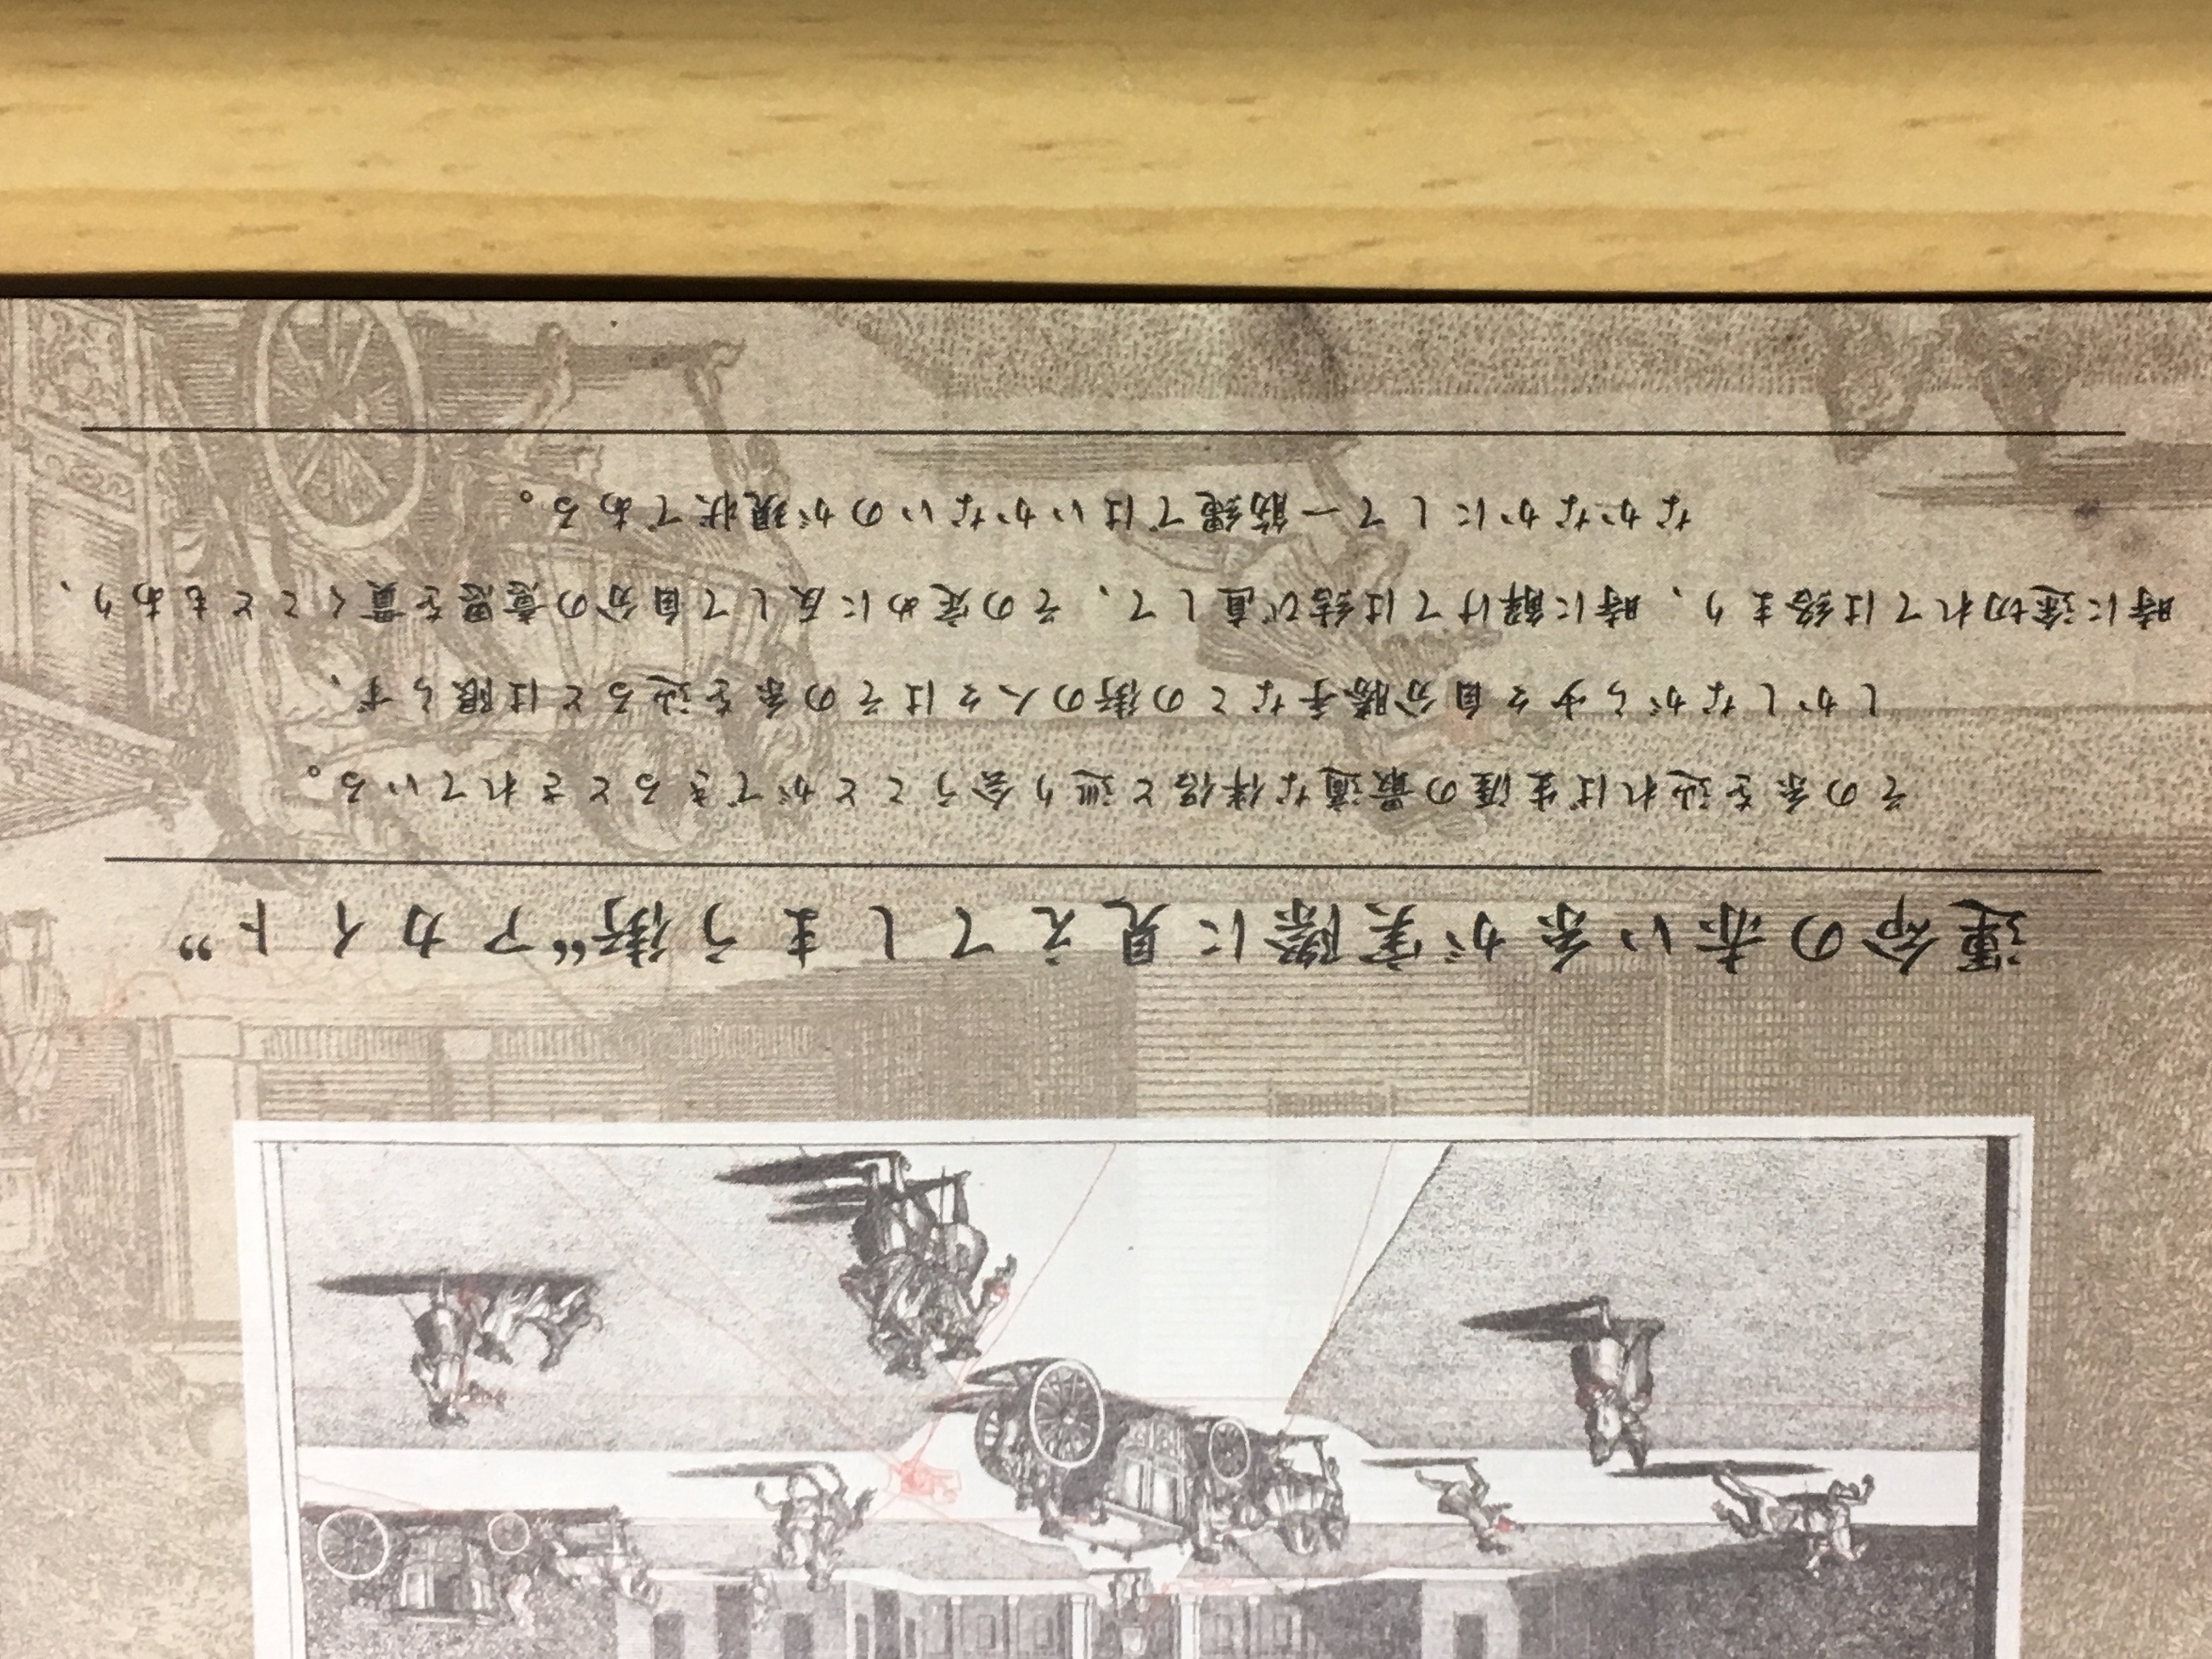 運命の赤い糸が実際に見えてしまう街“アカイト”
その糸を辿れば生涯の最適な伴侶と巡り会うことができるとされている。
しかしながら少々自分勝手なこの街の人々はその糸を辿るとは限らず、
時に途切れては絡まり、時に解けては結び直して、その定めに反して自分の意思を貫くこともあり、
なかなかにして一筋縄ではいかないのが現状である。